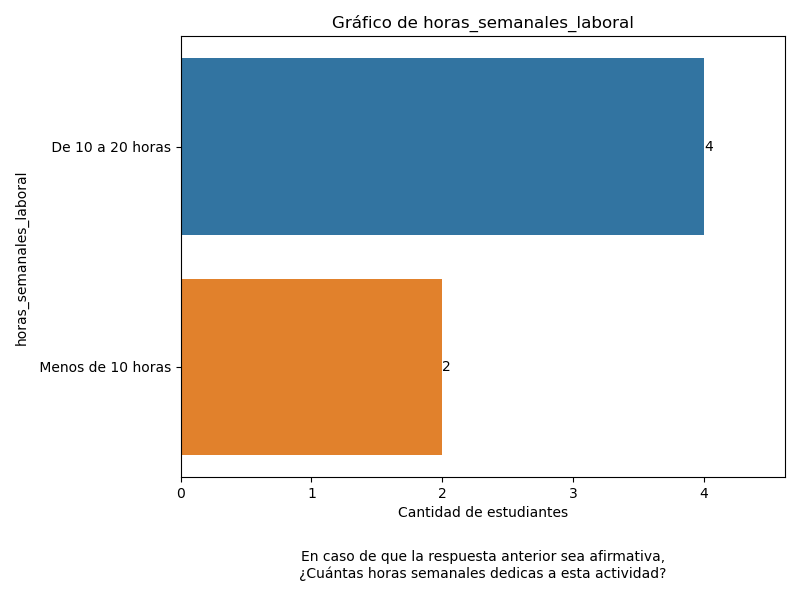 Gráfico de horas_semanales_laboral
horas_semanales_laboral
De 10 a 20 horas
4
Menos de 10 horas
2
0 1 2 3 4
Cantidad de estudiantes
En caso de que la respuesta anterior sea afirmativa,
¿Cuántas horas semanales dedicas a esta actividad?